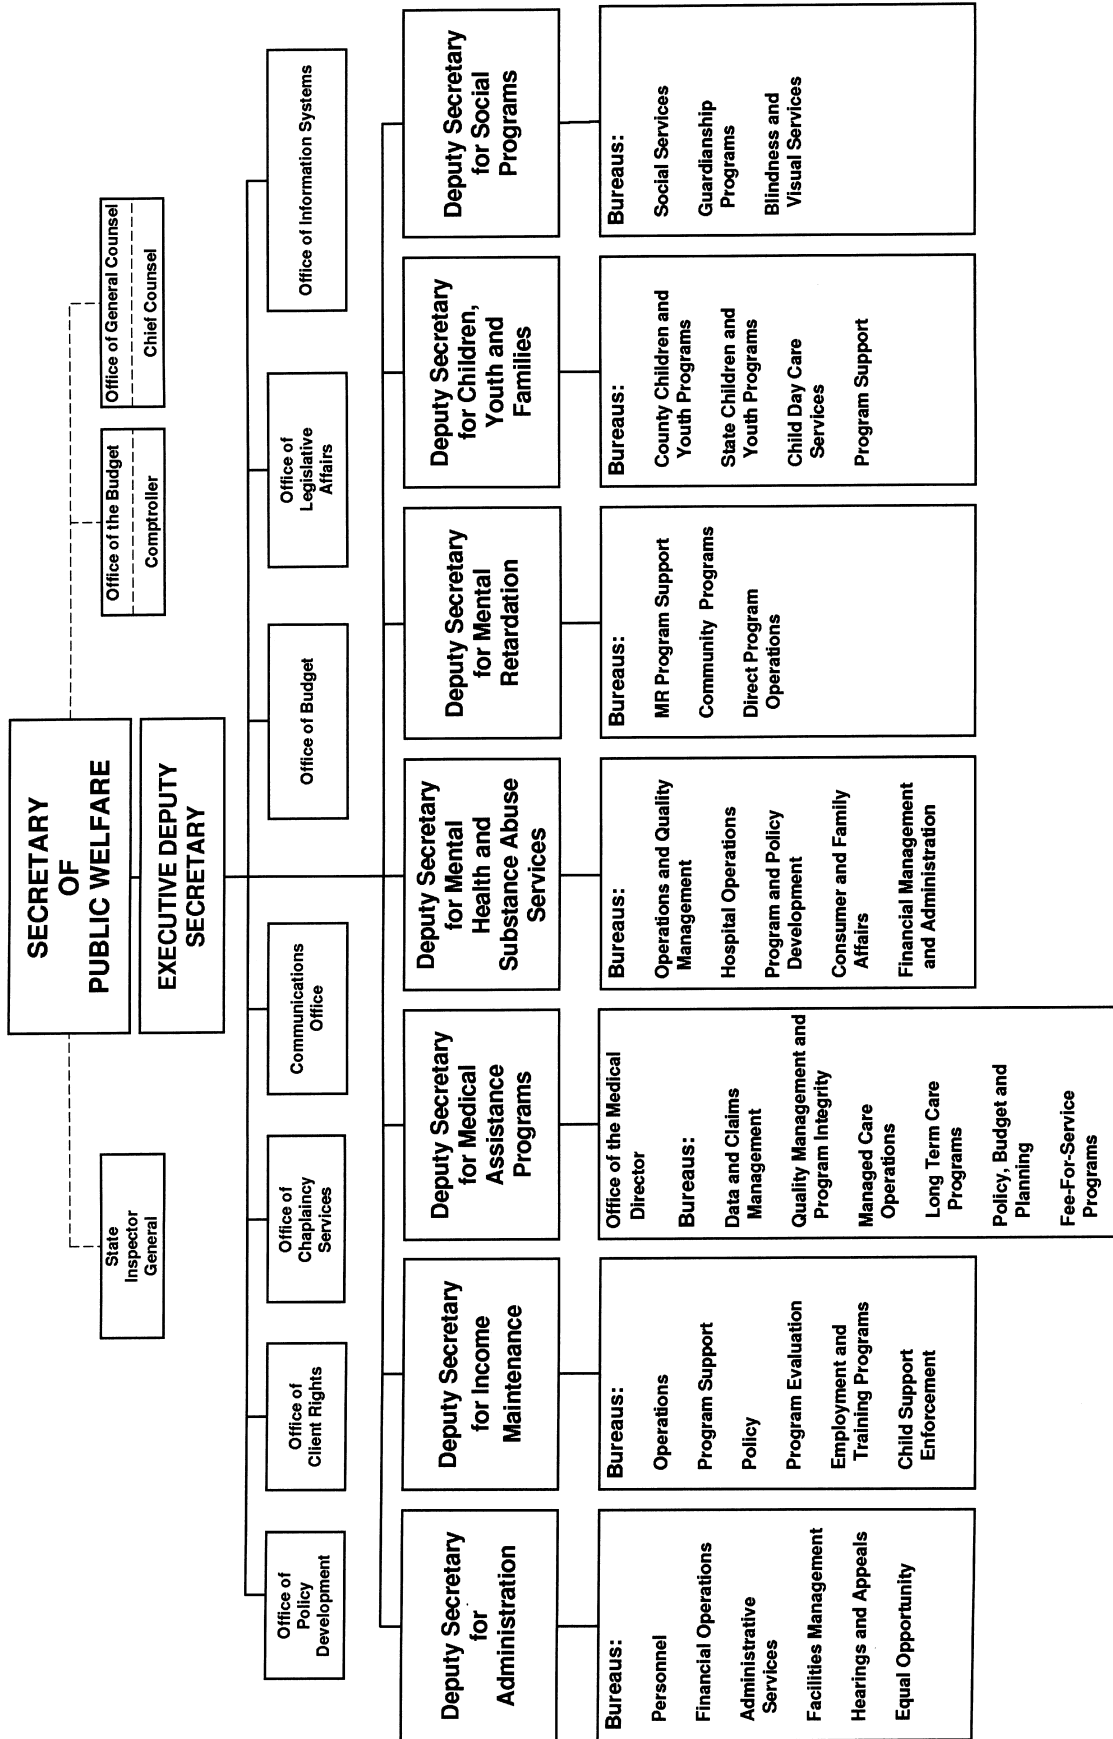 SECRETARY
OF
PUBLIC WELFARE
EXECUTIVE DEPUTY
SECRETARY
State
Inspector
General
Office of the Budget
Comptroller
Office of General Counsel
Chief Counsel
Office of
Policy
Development
Office of
Client Rights
Office of
Chaplaincy
Services
Communications
Office
Office of Budget
Office of
Legislative
Affairs
Office of Information Systems
Deputy Secretary
for
Administration
Bureaus:
Personnel
Financial Operations
Administrative
Services
Facilities Management
Hearings and Appeals
Equal Opportunity
Deputy Secretary
for Income
Maintenance
Bureaus:
Operations
Program Support
Policy
Program Evaluation
Employment and
Training Programs
Child Support
Enforcement
Deputy Secretary
for Medical
Assistance
Programs
Office of the Medical
Director
Bureaus:
Data and Claims
Management
Quality Management and
Program Integrity
Managed Care
Operations
Long Term Care
Programs
Policy, Budget and
Planning
Fee-For-Service
Programs
Deputy Secretary
for Mental
Health and
Substance Abuse
Services
Bureaus:
Operations and Quality
Management
Hospital Operations
Program and Policy
Development
Consumer and Family
Affairs
Financial Management
and Administration
Deputy Secretary
for Mental
Retardation
Bureaus:
MR Program Support
Community Programs
Direct Program
Operations
Deputy Secretary
for Children,
Youth and
Families
Bureaus:
County Children and
Youth Programs
State Children and
Youth Programs
Child Day Care
Services
Program Support
Deputy Secretary
for Social
Programs
Bureaus:
Social Services
Guardianship
Programs
Blindness and
Visual Services